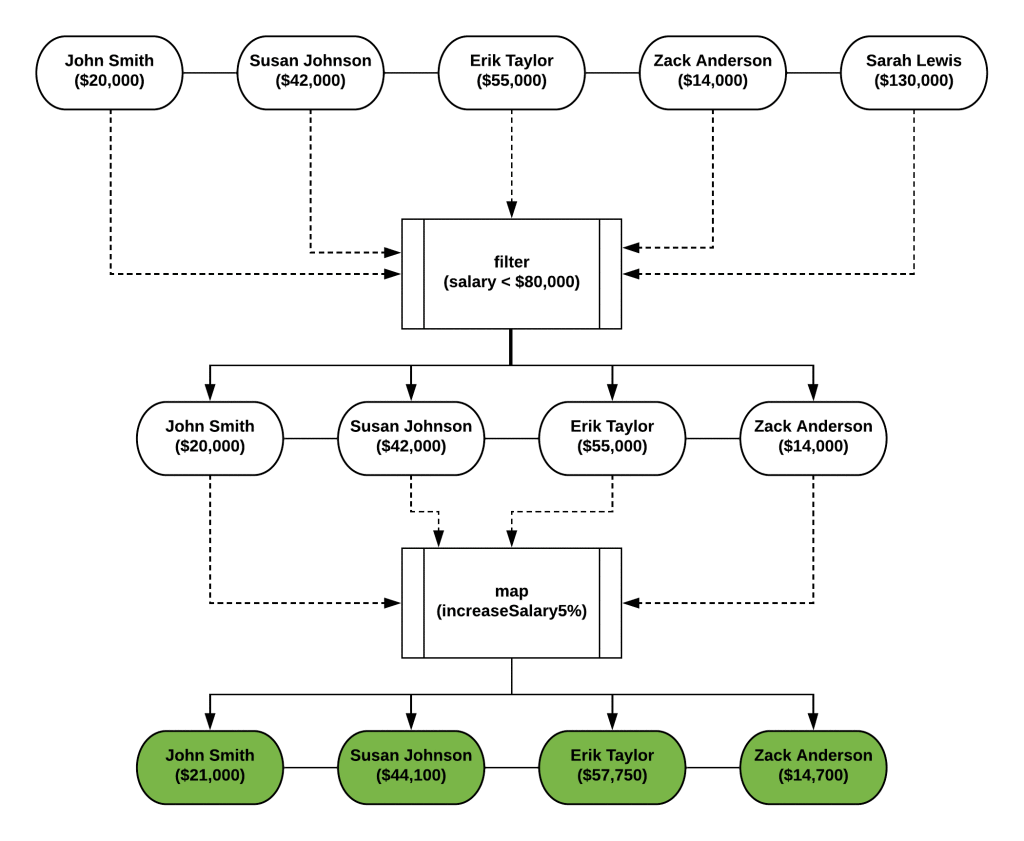 John Smith
($20,000)
Susan Johnson
($42,000)
Erik Taylor
($55,000)
Zack Anderson
($14,000)
Sarah Lewis
($130,000)
filter
(salary < $80,000)
John Smith
($20,000)
Susan Johnson
($42,000)
Erik Taylor
($55,000)
Zack Anderson
($14,000)
map
(increaseSalary5%)
John Smith
($21,000)
Susan Johnson
($44,100)
Erik Taylor
($57,750)
Zack Anderson
($14,700)